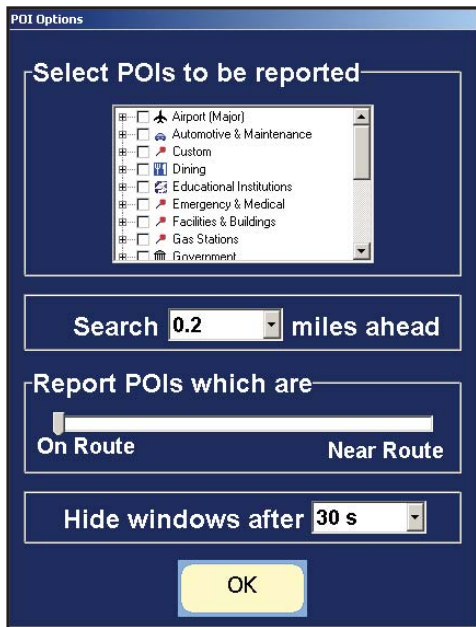 POI Options
Select POIs to be reported
Airport (Major)
Automotive & Maintenance
Custom
Dining
Educational Institutions
Emergency & Medical
Facilities & Buildings
Gas Stations
Government
Search 0.2 miles ahead
Report POIs which are
On Route Near Route
Hide windows after 30 s
OK